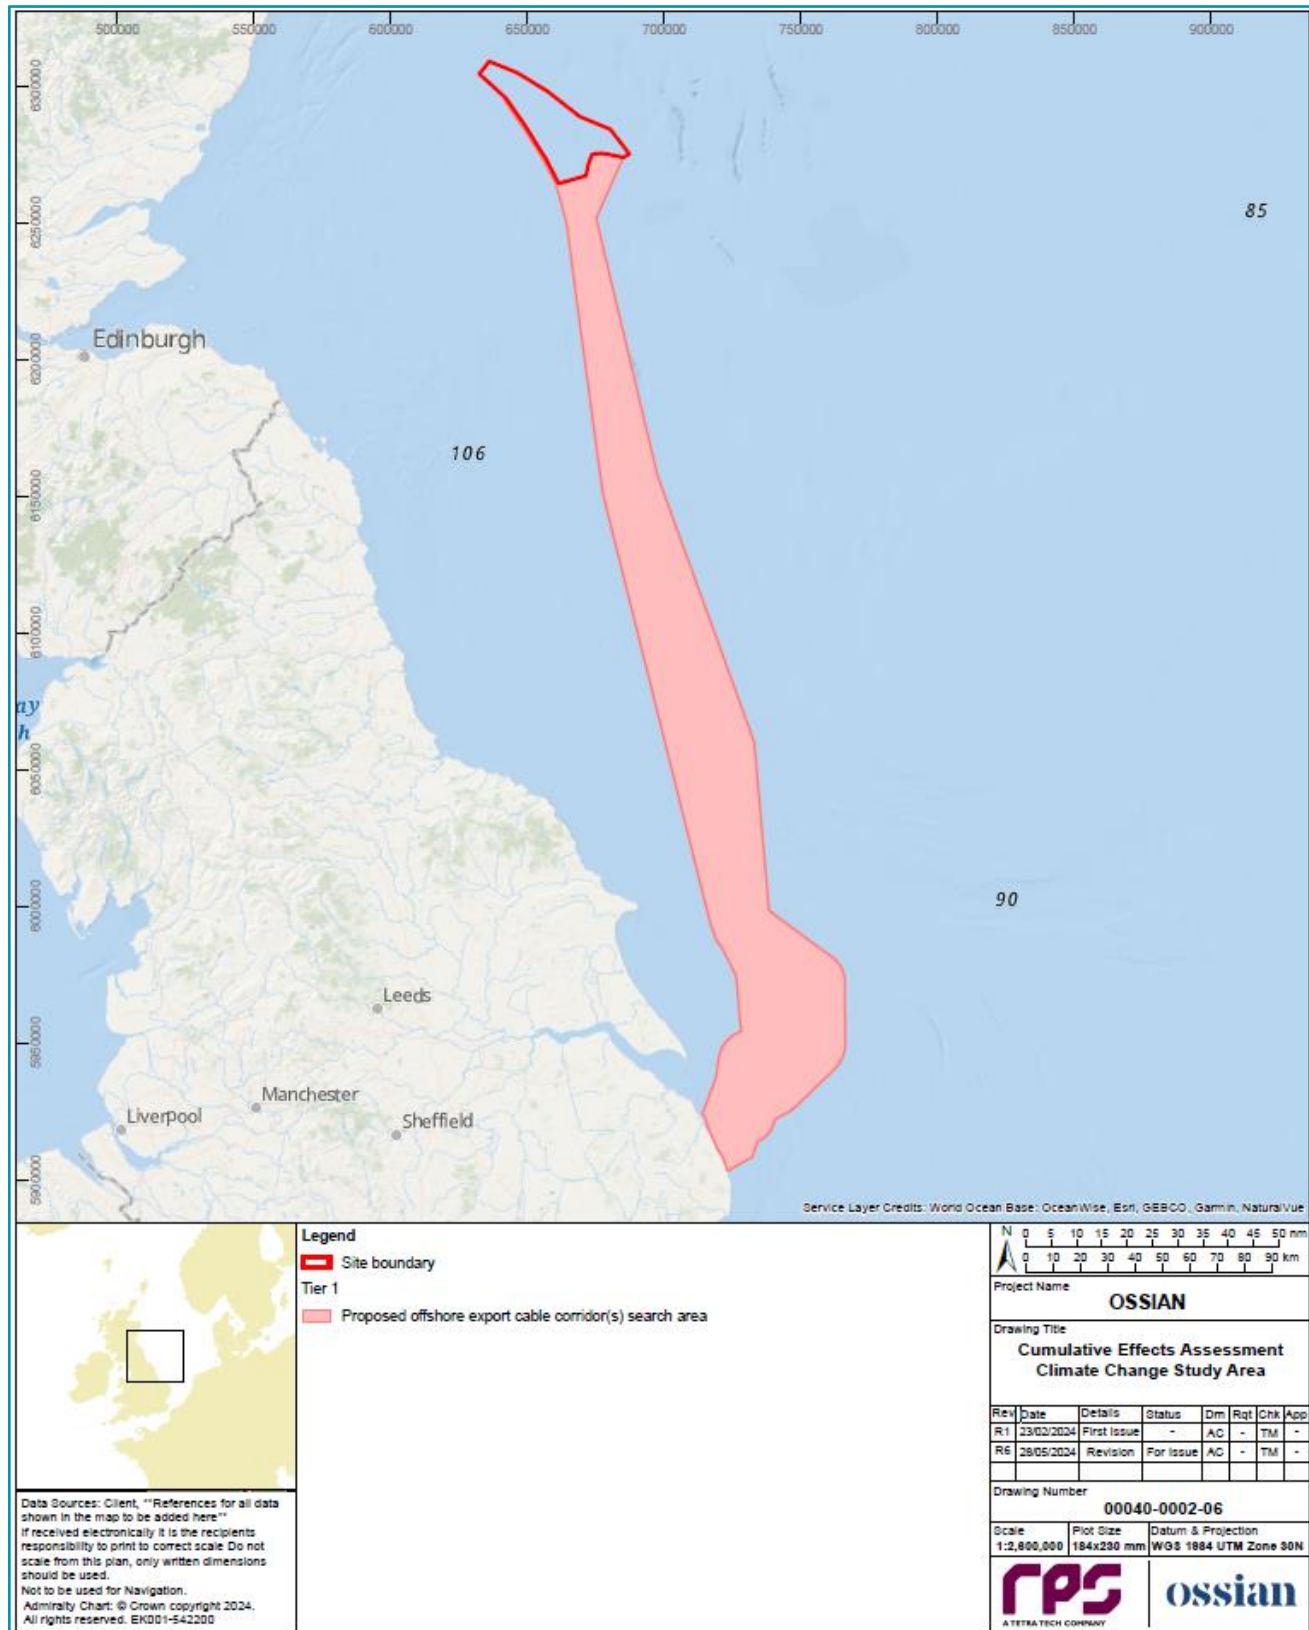 500000 550000 600000 650000 700000 750000 800000 850000 900000
6300000
6250000
6200000
6150000
6100000
6050000
6000000
5950000
5900000
85
Edinburgh
106
ay
h
90
Leeds
Manchester
Liverpool
Sheffield
Service Layer Credits: World Ocean Base: OceanWise, Esri, GEBCO, Garmin, NaturalVue
Legend
Site boundary
Tier 1
Proposed offshore export cable corridor(s) search area
Data Sources: Client, **References for all data
shown in the map to be added here**
If received electronically it is the recipients
responsibility to print to correct scale Do not
scale from this plan, only written dimensions
should be used.
Not to be used for Navigation.
Admiralty Chart: © Crown copyright 2024.
All rights reserved. EK001-542200
N 0 5 10 15 20 25 30 35 40 45 50 nm
0 10 20 30 40 50 60 70 80 90 km
Project Name
OSSIAN
Drawing Title
Cumulative Effects Assessment
Climate Change Study Area
Rev Date Details Status Drn Rqt Chk App
R1 23/02/2024 First Issue - AC - TM -
R6 28/05/2024 Revision For Issue AC - TM -
Drawing Number
00040-0002-06
Scale Plot Size Datum & Projection
1:2,600,000 184x230 mm WGS 1984 UTM Zone 30N
rps
A TETRA TECH COMPANY
ossian